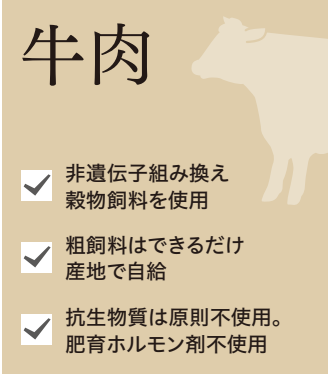 牛肉
非遺伝子組み換え
穀物飼料を使用
粗飼料はできるだけ
産地で自給
抗生物質は原則不使用。
肥育ホルモン剤不使用